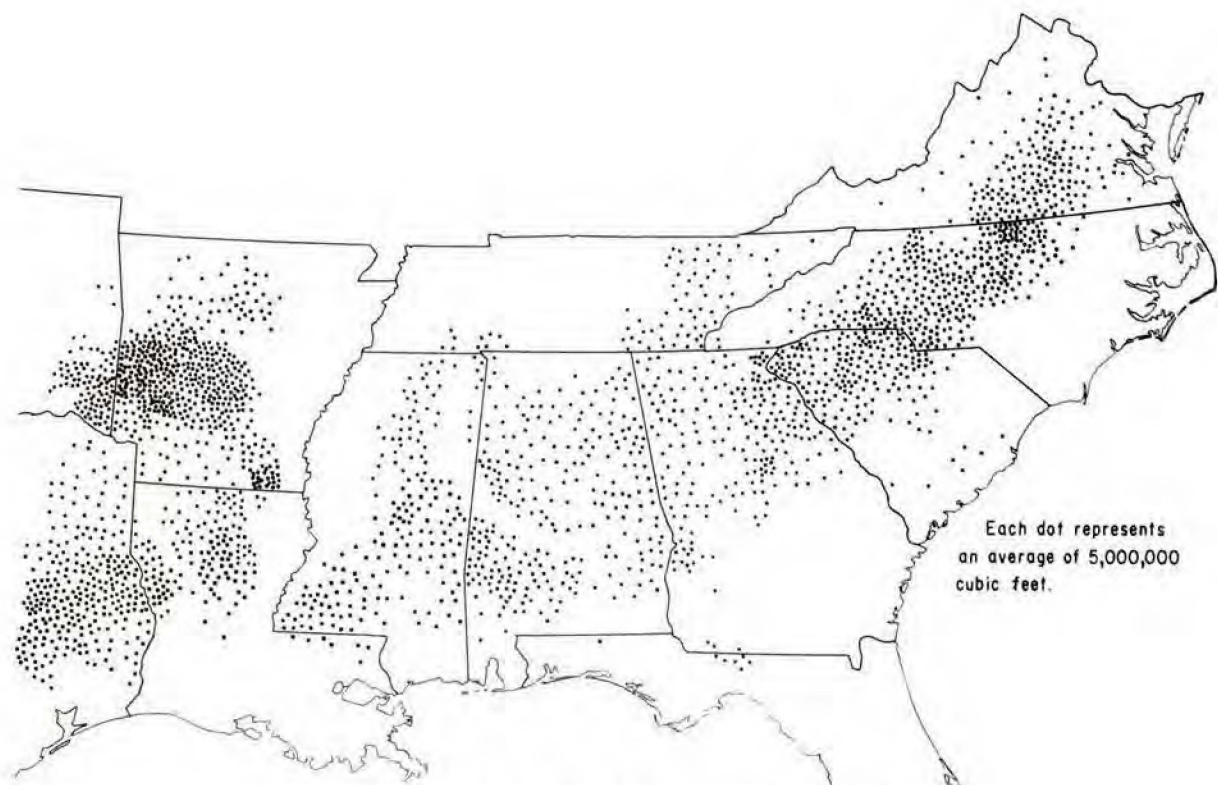 Each dot represents
an average of 5,000,000
cubic feet.